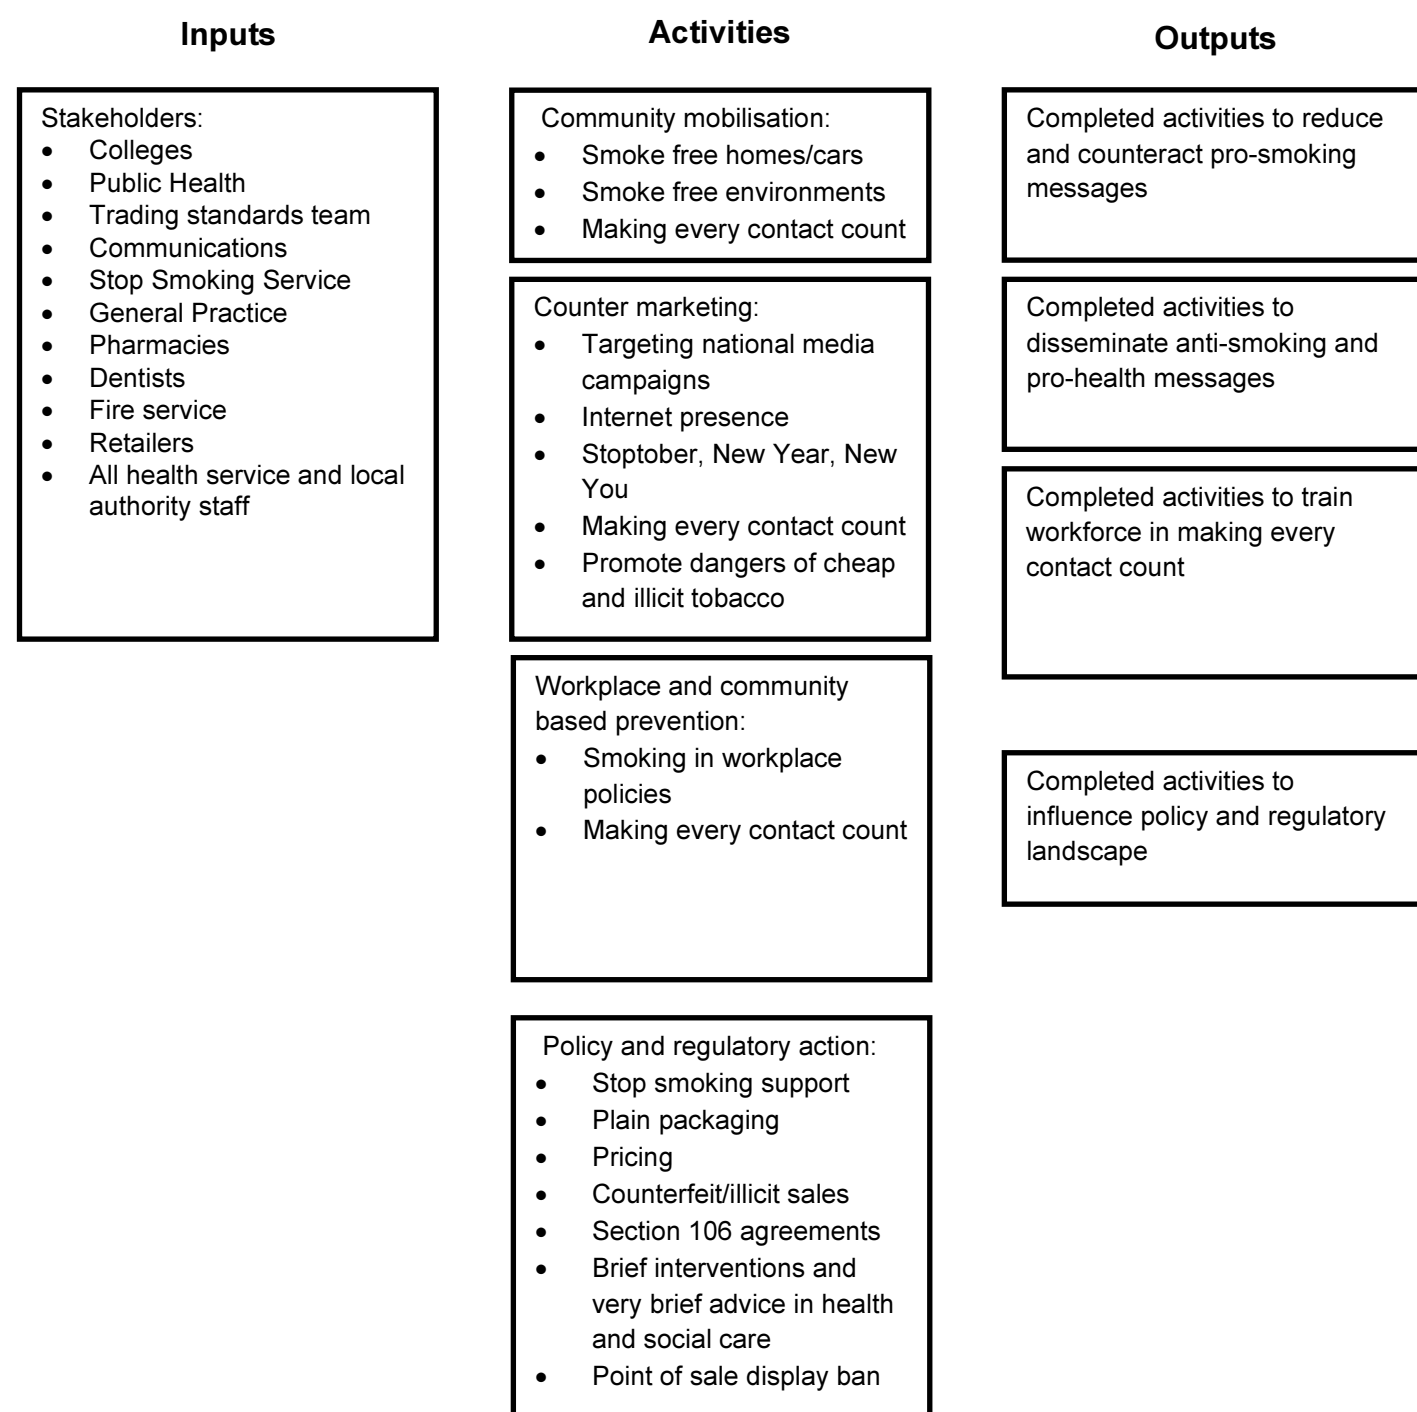 Inputs
Stakeholders:
• Colleges
• Public Health
• Trading standards team
• Communications
• Stop Smoking Service
• General Practice
• Pharmacies
• Dentists
• Fire service
• Retailers
• All health service and local
authority staff
Activities
Community mobilisation:
• Smoke free homes/cars
• Smoke free environments
• Making every contact count
Counter marketing:
• Targeting national media
campaigns
• Internet presence
• Stoptober, New Year, New
You
• Making every contact count
• Promote dangers of cheap
and illicit tobacco
Workplace and community
based prevention:
• Smoking in workplace
policies
• Making every contact count
Policy and regulatory action:
• Stop smoking support
• Plain packaging
• Pricing
• Counterfeit/illicit sales
• Section 106 agreements
• Brief interventions and
very brief advice in health
and social care
• Point of sale display ban
Outputs
Completed activities to reduce
and counteract pro-smoking
messages
Completed activities to
disseminate anti-smoking and
pro-health messages
Completed activities to train
workforce in making every
contact count
Completed activities to
influence policy and regulatory
landscape